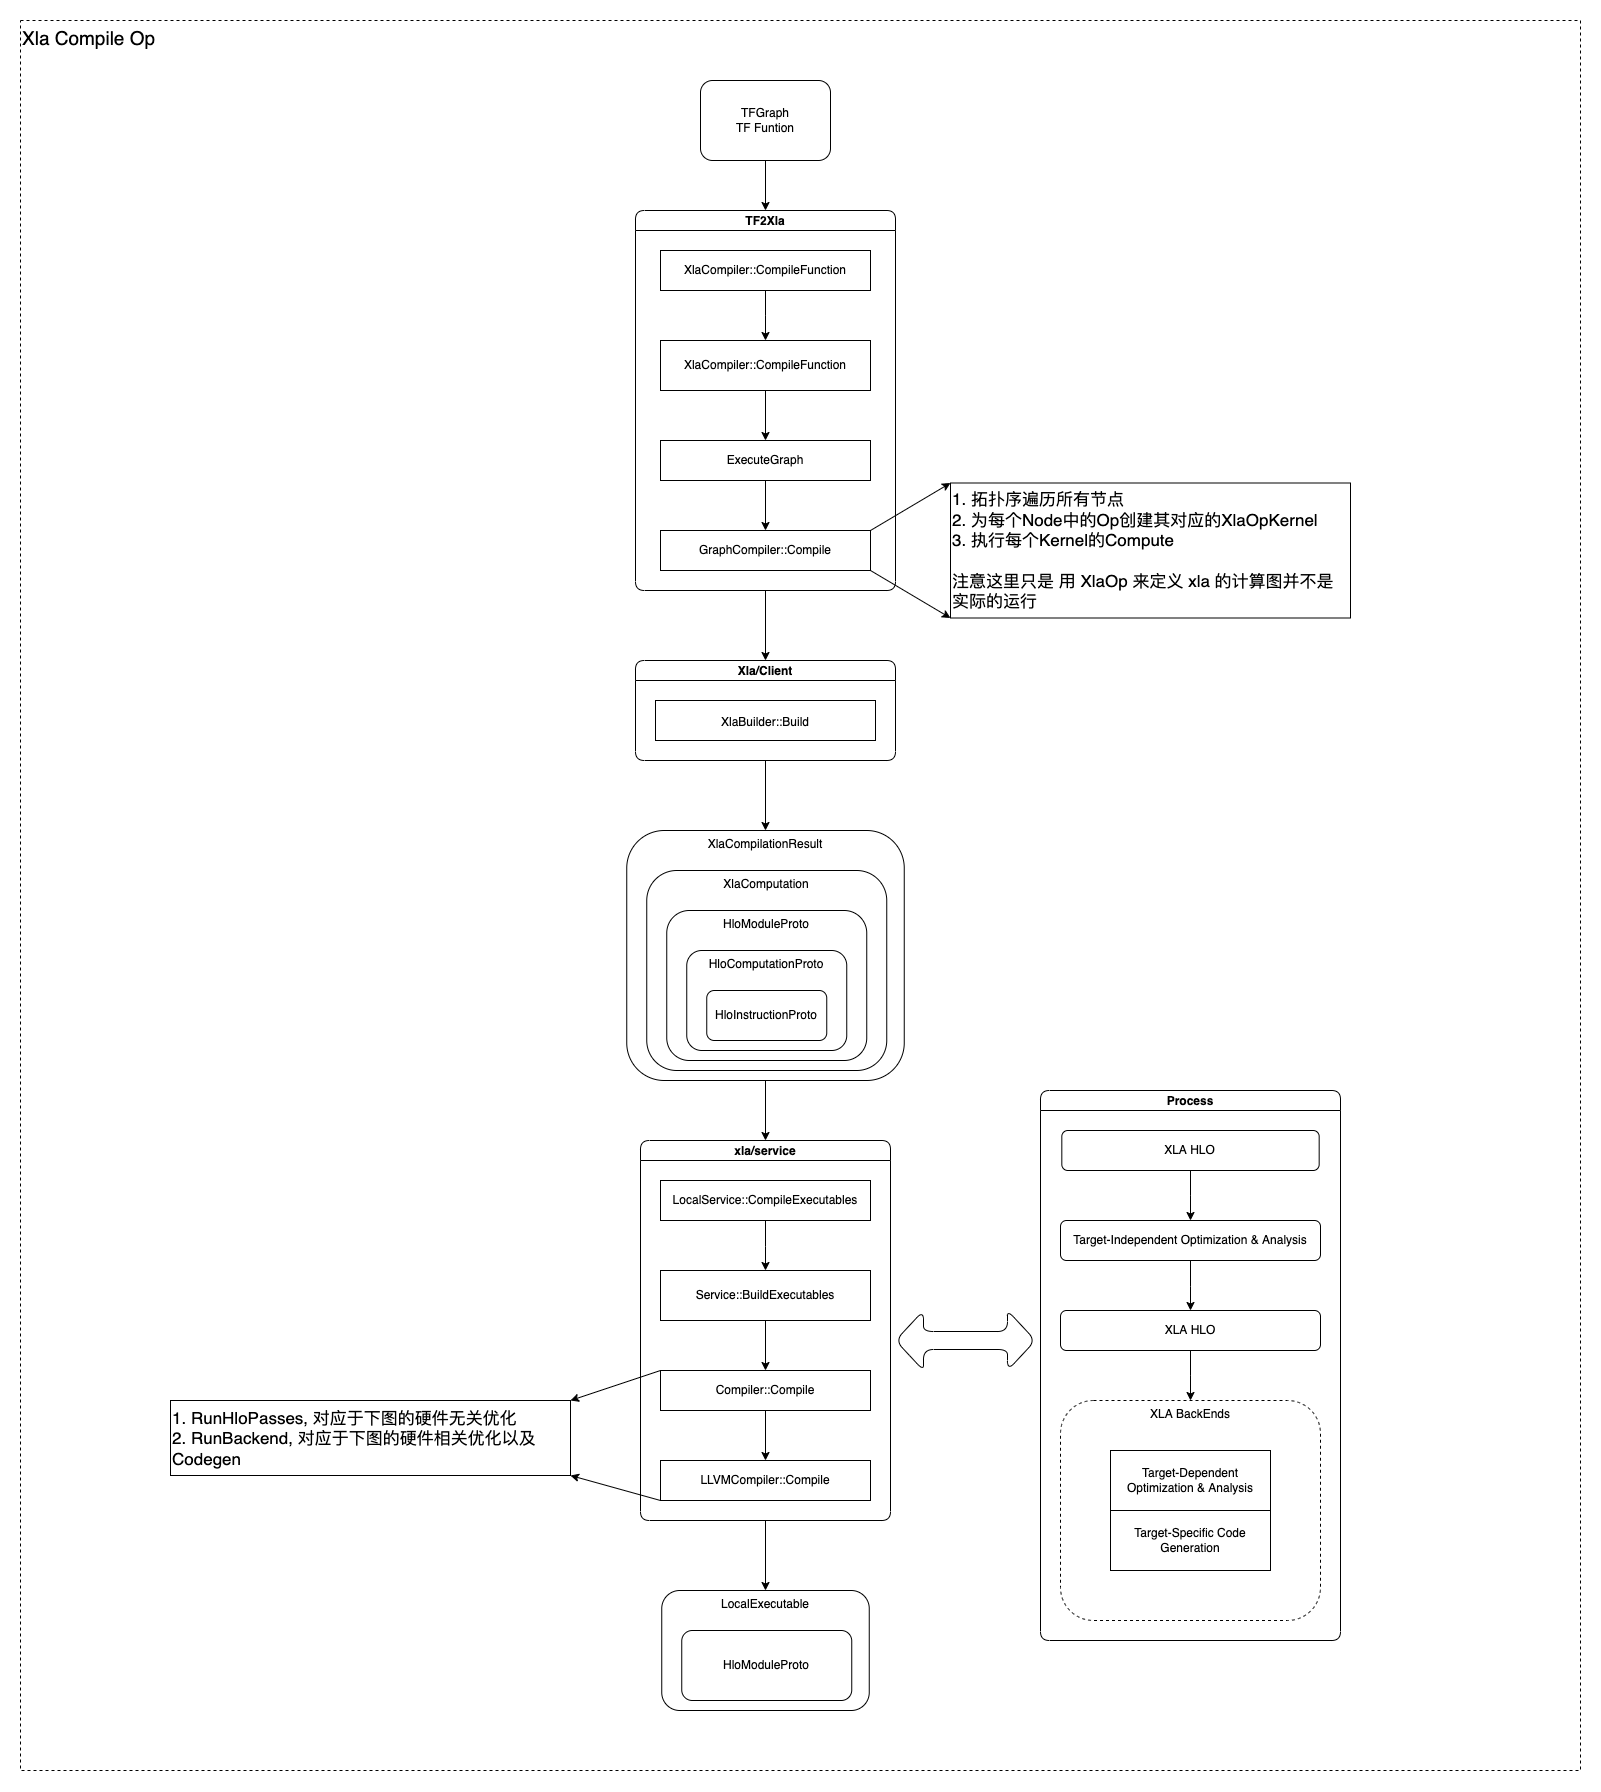 Xla Compile Op
TFGraph
TF Funtion
TF2Xla
XlaCompiler::CompileFunction
XlaCompiler::CompileFunction
ExecuteGraph
GraphCompiler::Compile
1. 拓扑序遍历所有节点
2. 为每个Node中的Op创建其对应的XlaOpKernel
3. 执行每个Kernel的Compute
注意这里只是 用 XlaOp 来定义 xla 的计算图并不是
实际的运行
Xla/Client
XlaBuilder::Build
XlaCompilationResult
XlaComputation
HloModuleProto
HloComputationProto
HloInstructionProto
xla/service
LocalService::CompileExecutables
Service::BuildExecutables
Compiler::Compile
LLVMCompiler::Compile
1. RunHloPasses, 对应于下图的硬件无关优化
2. RunBackend, 对应于下图的硬件相关优化以及
Codegen
Process
XLA HLO
Target-Independent Optimization & Analysis
XLA HLO
XLA BackEnds
Target-Dependent
Optimization & Analysis
Target-Specific Code
Generation
LocalExecutable
HloModuleProto